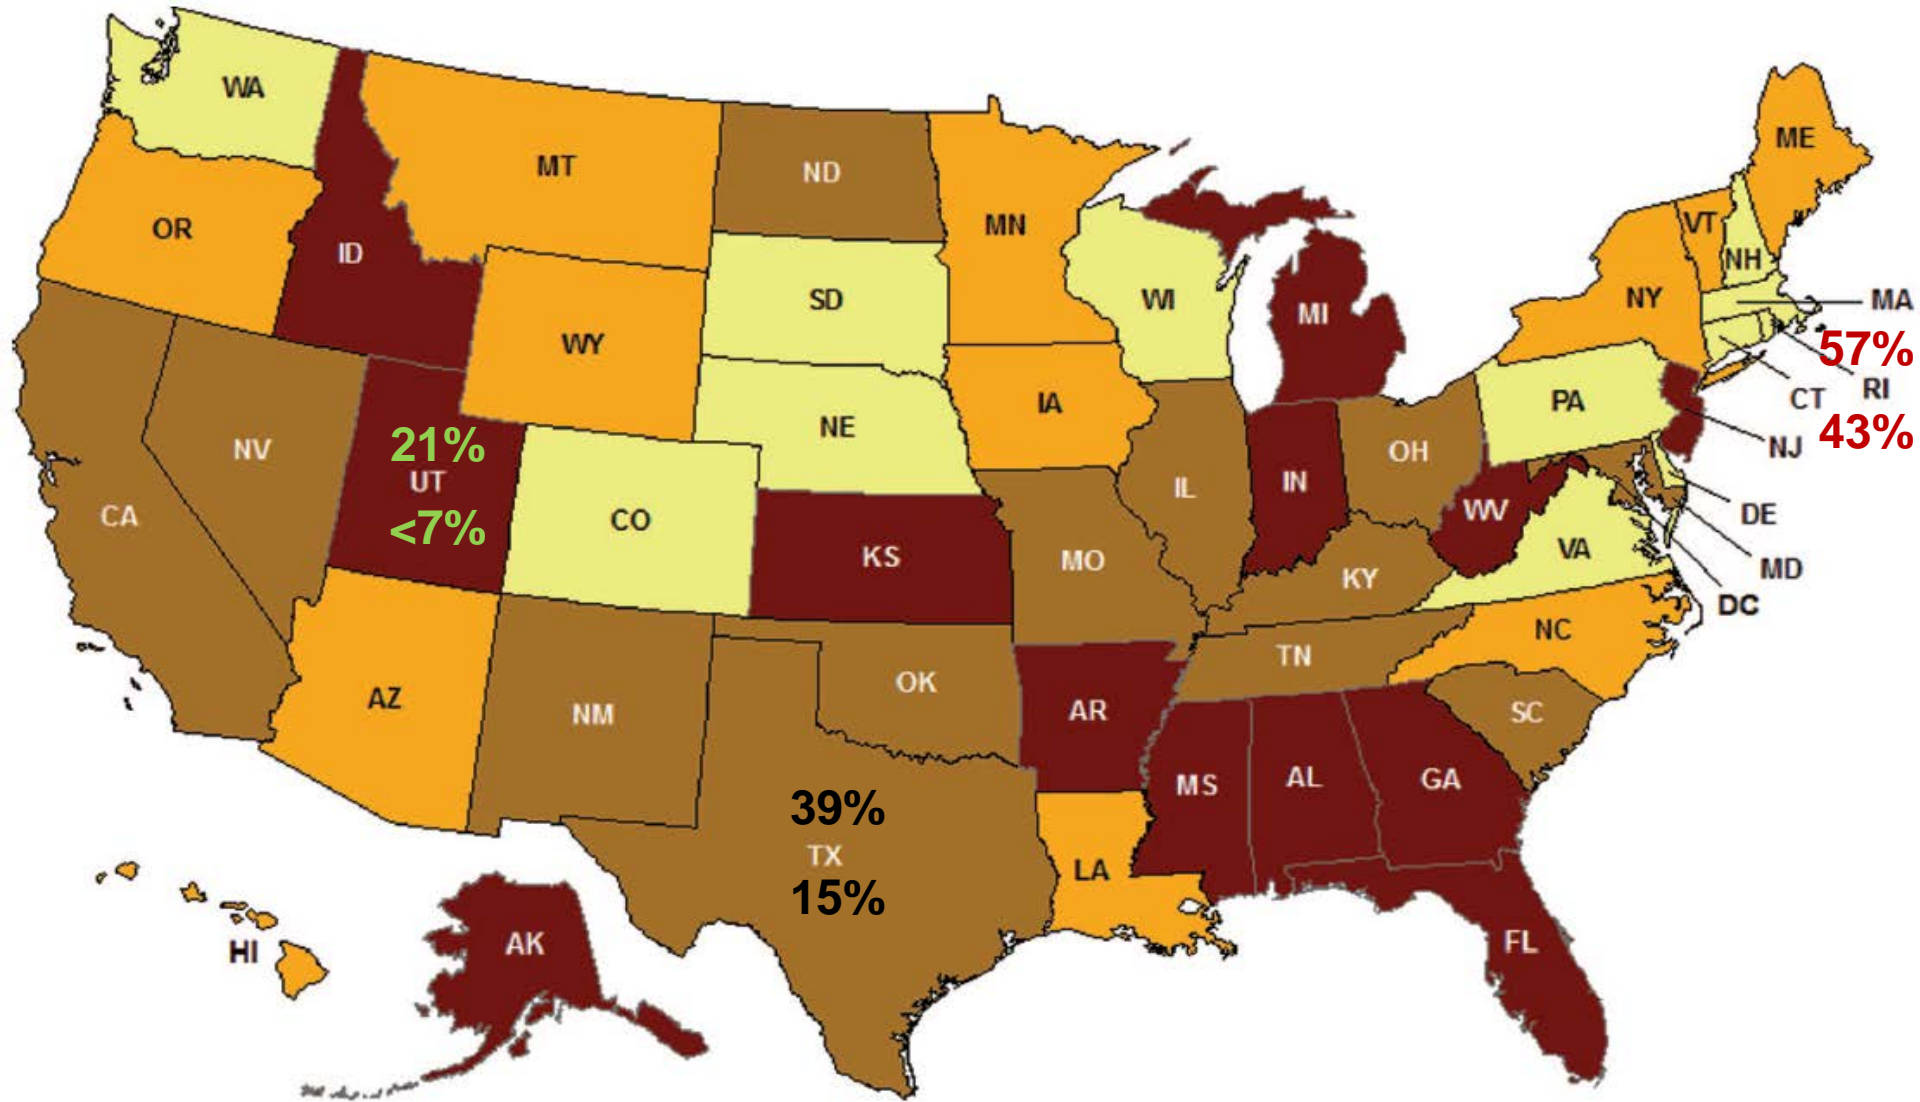 WA
ME
MT
ND
VT
OR
MN
ID
NH
NY
SD
WI
MA
MI
WY
57%
RI
CT
PA
IA
NE
43%
NJ
21%
NV
OH
UT
IN
IL
WV
DE
CA
CO
<7%
VA
KS
MO
MD
KY
DC
NC
TN
OK
AZ
NM
AR
SC
MS
AL
GA
39%
TX
LA
15%
HI
AK
FL